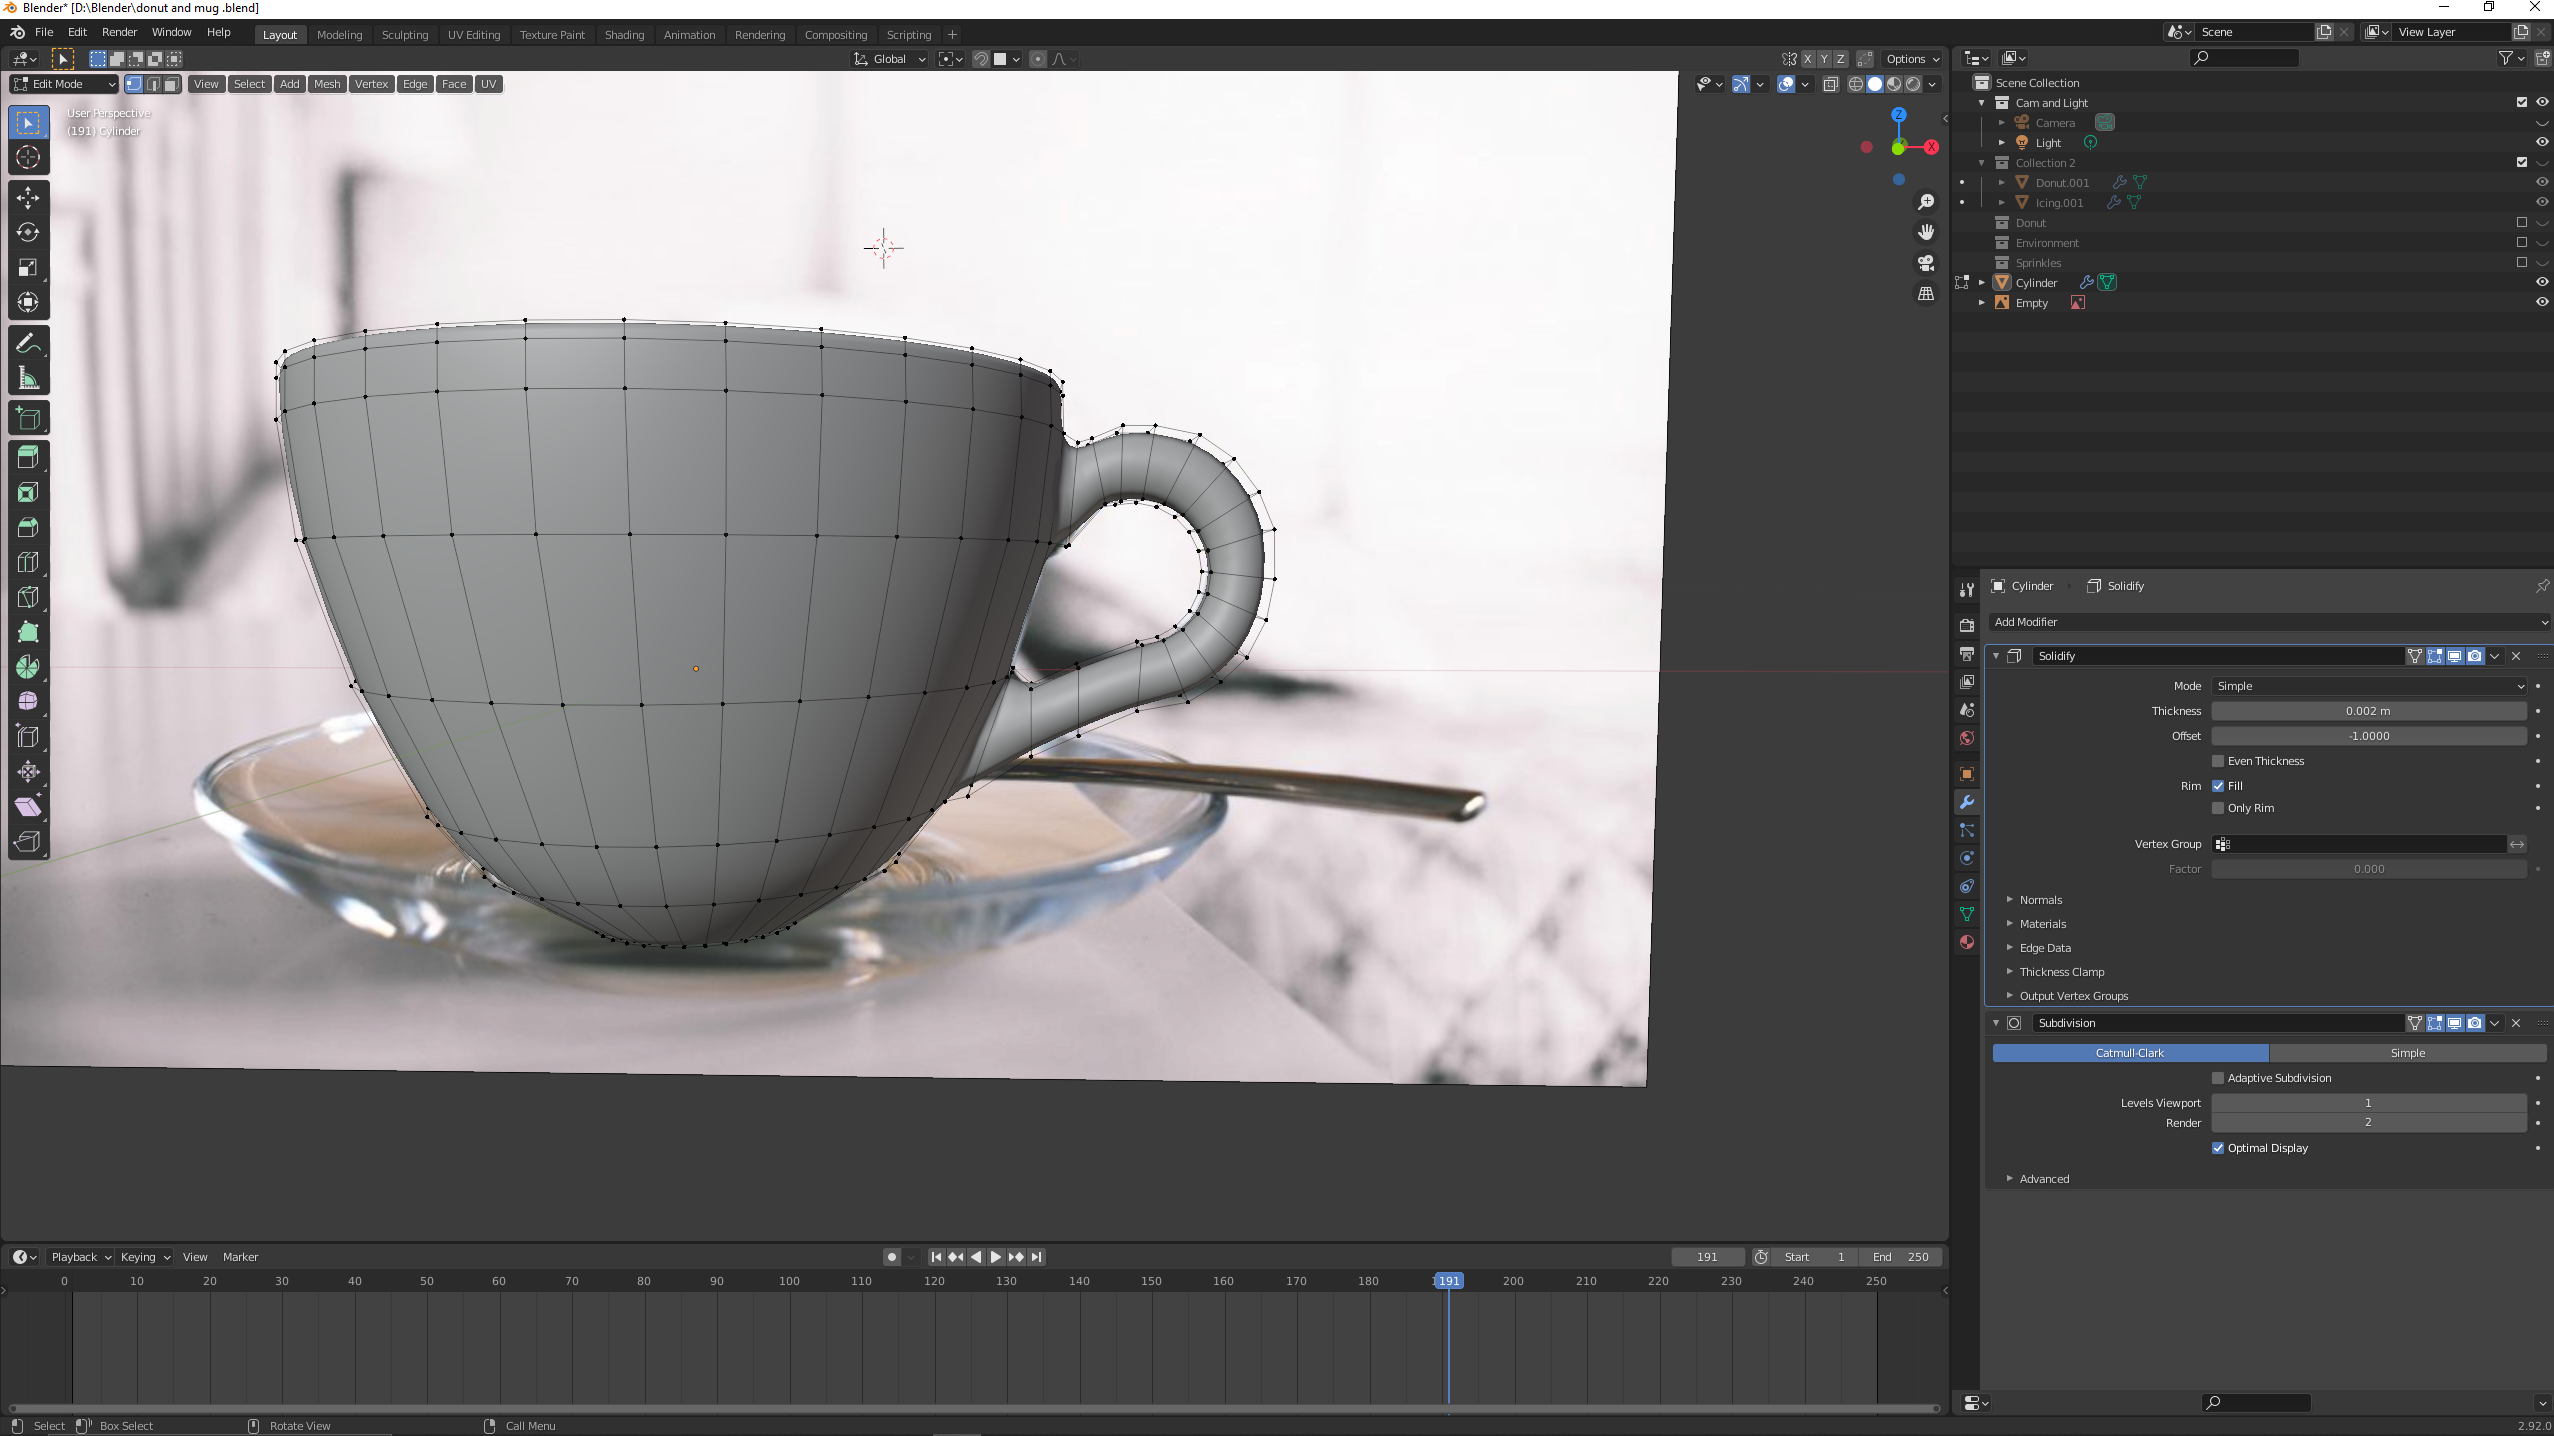 Blender* [D:\Blender\donut and mug .blend]
File Edit Render Window Help Layout Modeling Sculpting UV Editing Texture Paint Shading Animation Rendering Compositing Scripting + Scene View Layer
Global X Y Z Options
Edit Mode View Select Add Mesh Vertex Edge Face UV
User Perspective
(191) Cylinder
Z
X
Scene Collection
Cam and Light
Camera
Light
Collection 2
Donut.001
Icing.001
Donut
Environment
Sprinkles
Cylinder
Empty
Cylinder Solidify
Add Modifier
Solidify
Mode Simple
Thickness 0.002 m
Offset -1.0000
Even Thickness
Rim Fill
Only Rim
Vertex Group
Factor 0.000
Normals
Materials
Edge Data
Thickness Clamp
Output Vertex Groups
Subdivision
Catmull-Clark Simple
Adaptive Subdivision
Levels Viewport 1
Render 2
Optimal Display
Advanced
Playback Keying View Marker 191 Start 1 End 250
0 10 20 30 40 50 60 70 80 90 100 110 120 130 140 150 160 170 180 191 200 210 220 230 240 250
Select Box Select Rotate View Call Menu 2.92.0